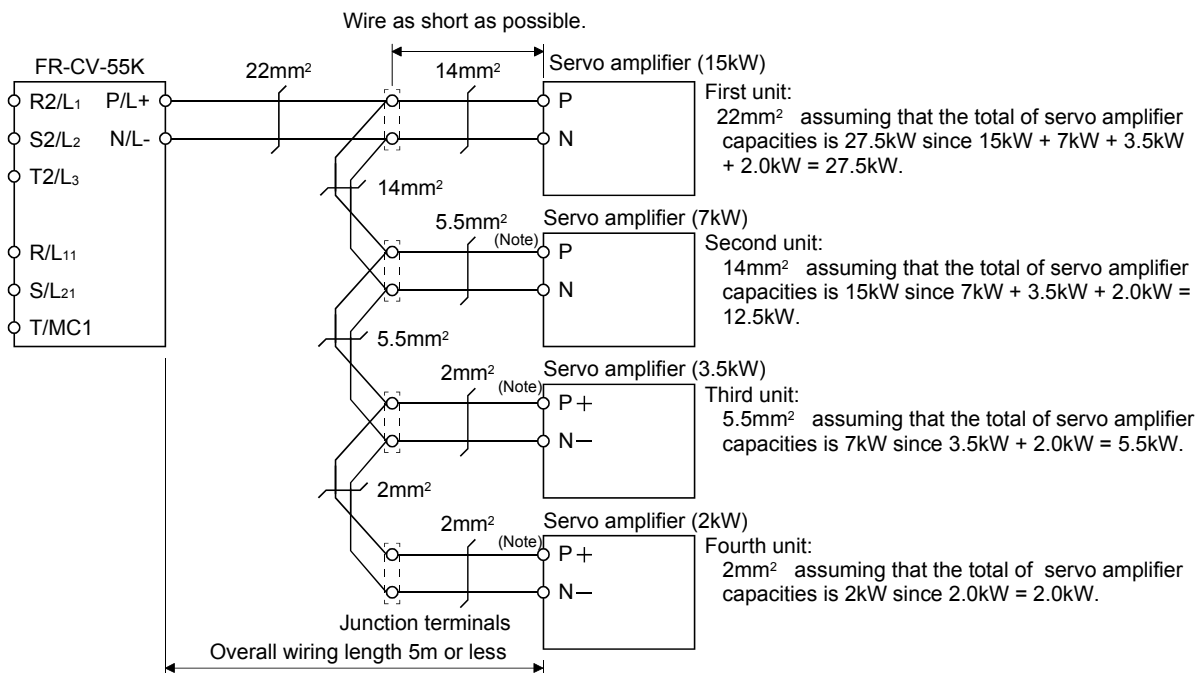 Wire as short as possible.
FR-CV-55K
22mm²
14mm²
Servo amplifier (15kW)
R2/L1 P/L+
S2/L2 N/L-
T2/L3
R/L11
S/L21
T/MC1
P
N
First unit:
22mm² assuming that the total of servo amplifier
capacities is 27.5kW since 15kW + 7kW + 3.5kW
+ 2.0kW = 27.5kW.
14mm²
5.5mm²
(Note)
Servo amplifier (7kW)
P
N
Second unit:
14mm² assuming that the total of servo amplifier
capacities is 15kW since 7kW + 3.5kW + 2.0kW =
12.5kW.
5.5mm²
2mm²
(Note)
Servo amplifier (3.5kW)
P+
N−
Third unit:
5.5mm² assuming that the total of servo amplifier
capacities is 7kW since 3.5kW + 2.0kW = 5.5kW.
2mm²
2mm²
(Note)
Servo amplifier (2kW)
P+
N−
Fourth unit:
2mm² assuming that the total of servo amplifier
capacities is 2kW since 2.0kW = 2.0kW.
Junction terminals
Overall wiring length 5m or less